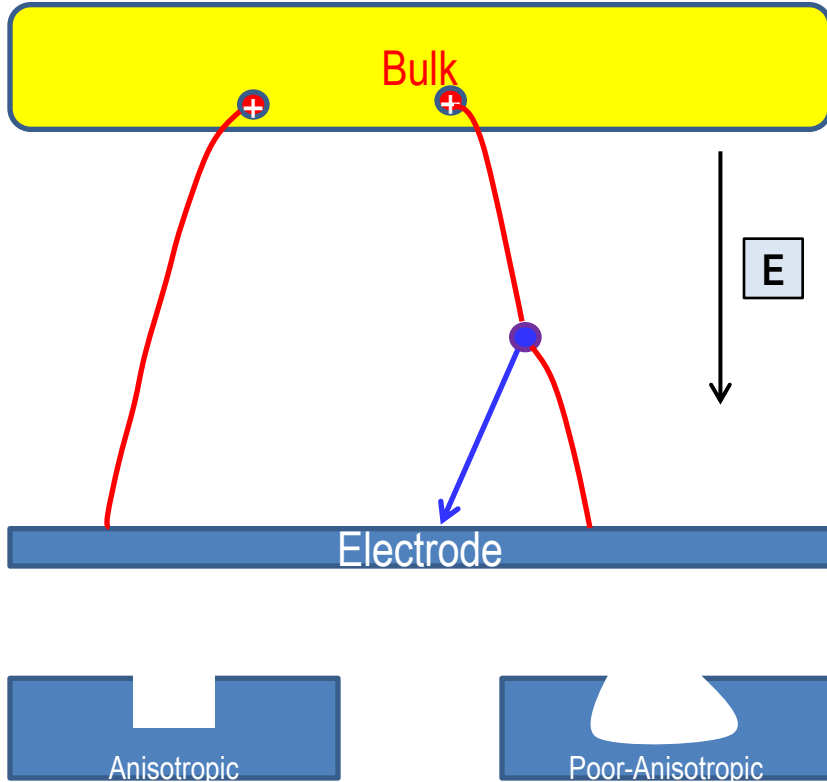 Bulk
+
+
E
Electrode
Anisotropic
Poor-Anisotropic